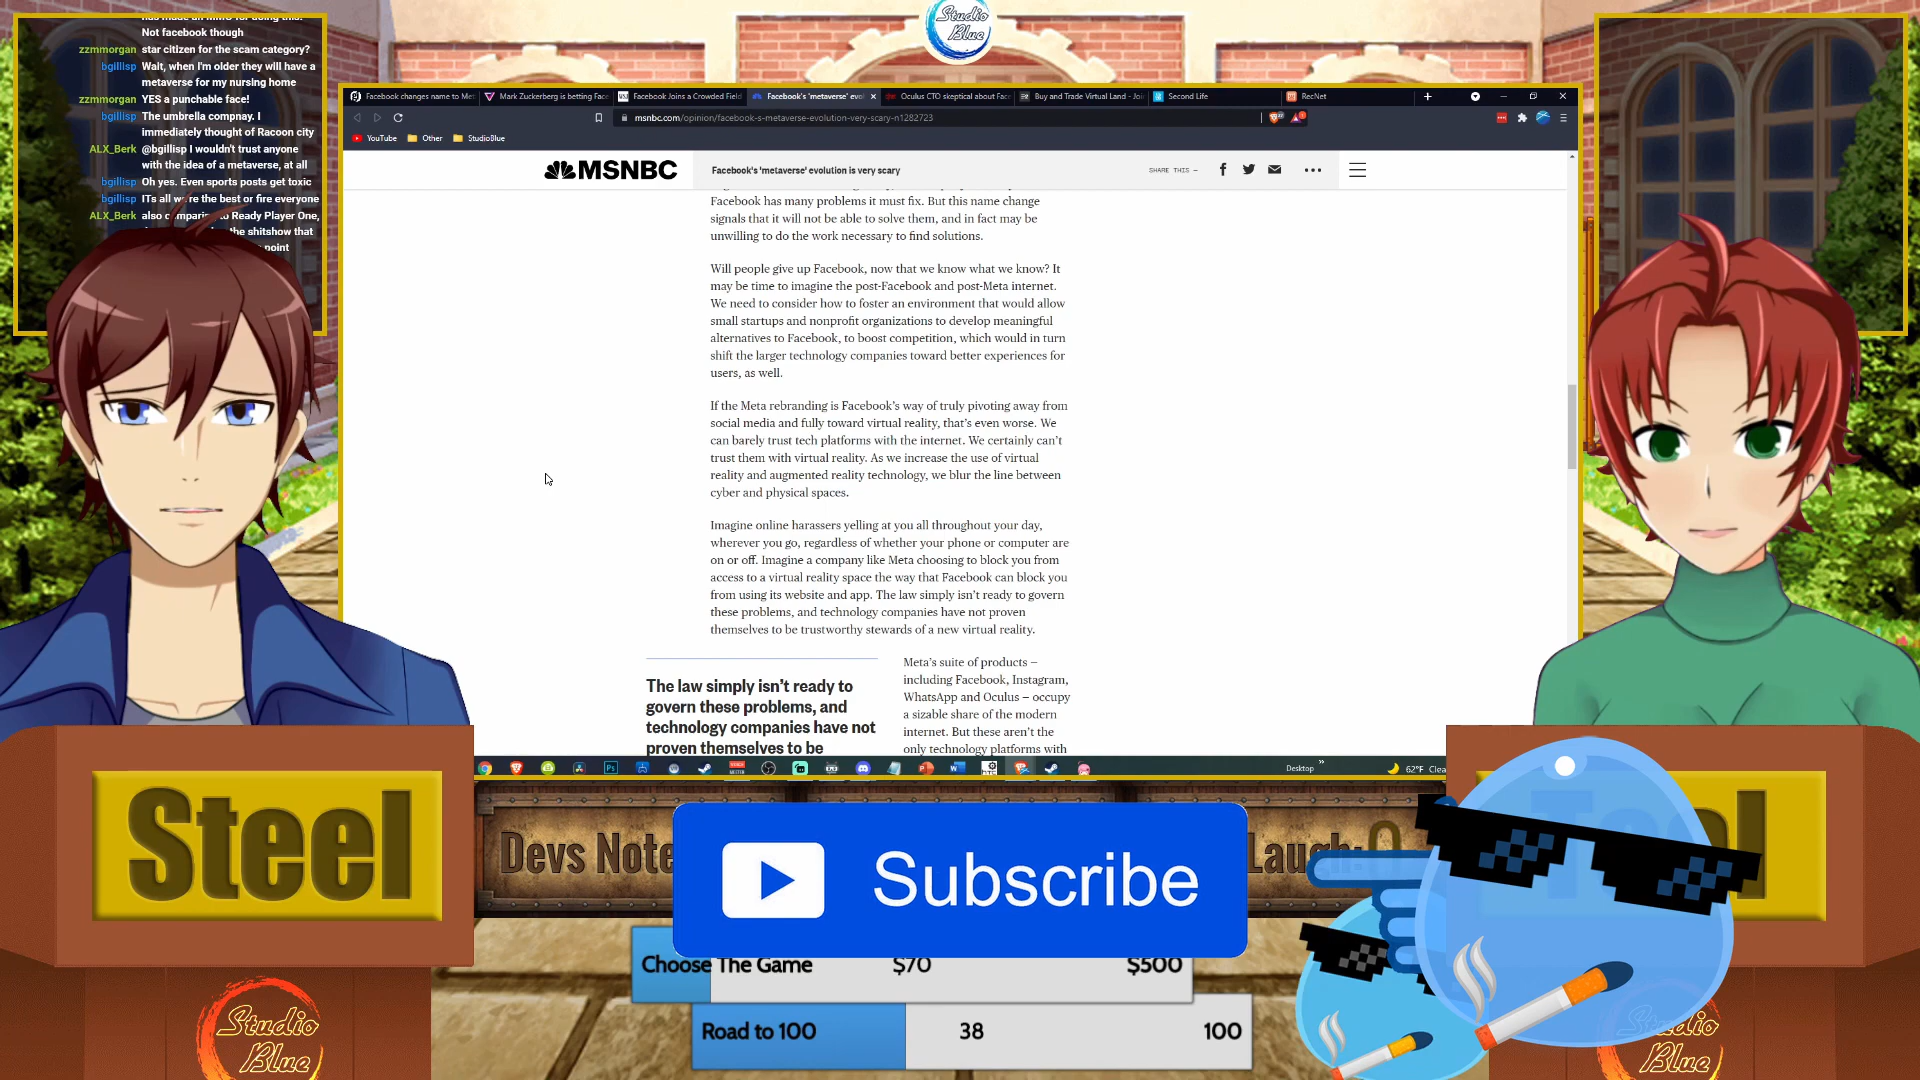 Not facebook though
zzmmorgan star citizen for the scam category?
bgillisp Wait, when I'm older they will have a
metaverse for my nursing home
zzmmorgan YES a punchable face!
bgillisp The umbrella compnay. I
immediately thought of Racoon city
ALX_Berk @bgillisp I wouldn't trust anyone
with the idea of a metaverse, at all
bgillisp Oh yes. Even sports posts get toxic
bgillisp the best or fire everyone
ALX_Berk Ready Player One,
the shitshow that
point
Studio
Blue
Facebook changes name to Met
Mark Zuckerberg is betting Face
Facebook Joins a Crowded Field
Facebook's 'metaverse' evol
Oculus CTO skeptical about Face
Buy and Trade Virtual Land - Joi
Second Life
RecNet
msnbc.com/opinion/facebook-s-metaverse-evolution-very-scary-n1282723
YouTube Other StudioBlue
MSNBC Facebook's 'metaverse' evolution is very scary SHARE THIS –
Facebook has many problems it must fix. But this name change
signals that it will not be able to solve them, and in fact may be
unwilling to do the work necessary to find solutions.
Will people give up Facebook, now that we know what we know? It
may be time to imagine the post-Facebook and post-Meta internet.
We need to consider how to foster an environment that would allow
small startups and nonprofit organizations to develop meaningful
alternatives to Facebook, to boost competition, which would in turn
shift the larger technology companies toward better experiences for
users, as well.
If the Meta rebranding is Facebook's way of truly pivoting away from
social media and fully toward virtual reality, that's even worse. We
can barely trust tech platforms with the internet. We certainly can't
trust them with virtual reality. As we increase the use of virtual
reality and augmented reality technology, we blur the line between
cyber and physical spaces.
Imagine online harassers yelling at you all throughout your day,
wherever you go, regardless of whether your phone or computer are
on or off. Imagine a company like Meta choosing to block you from
access to a virtual reality space the way that Facebook can block you
from using its website and app. The law simply isn't ready to govern
these problems, and technology companies have not proven
themselves to be trustworthy stewards of a new virtual reality.
The law simply isn't ready to
govern these problems, and
technology companies have not
proven themselves to be
Meta's suite of products –
including Facebook, Instagram,
WhatsApp and Oculus – occupy
a sizable share of the modern
internet. But these aren't the
only technology platforms with
Desktop 62°F Clea
Steel
Devs Note
Laugh: 0
Subscribe
Choose The Game $70 $500
Road to 100 38 100
Studio
Blue
Studio
Blue